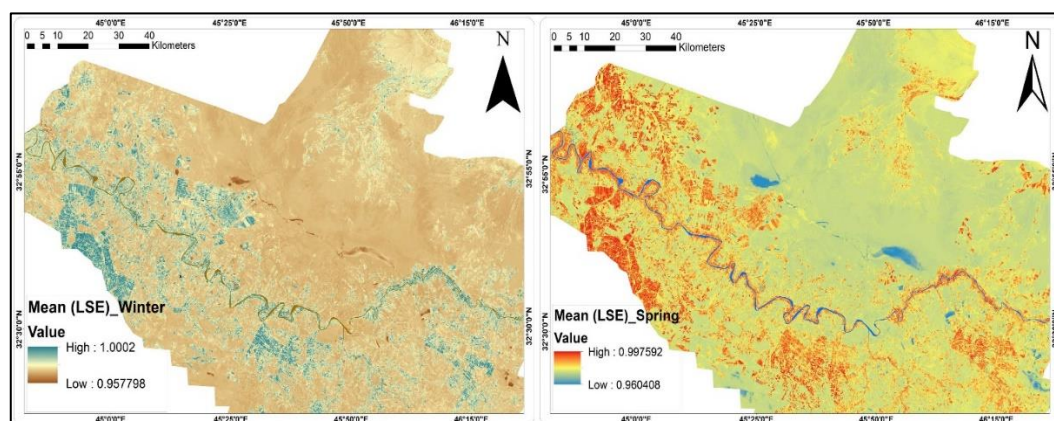 45°0'0"E 45°25'0"E 45°50'0"E 46°15'0"E
0 5 10 20 30 40
Kilometers
N
32°55'0"N
32°30'0"N
Mean (LSE)_Winter
Value
High : 1.0002
Low : 0.957798
45°0'0"E 45°25'0"E 45°50'0"E 46°15'0"E
45°0'0"E 45°25'0"E 45°50'0"E 46°15'0"E
0 5 10 20 30 40
Kilometers
N
32°55'0"N
32°30'0"N
Mean (LSE)_Spring
Value
High : 0.997592
Low : 0.960408
45°0'0"E 45°25'0"E 45°50'0"E 46°15'0"E